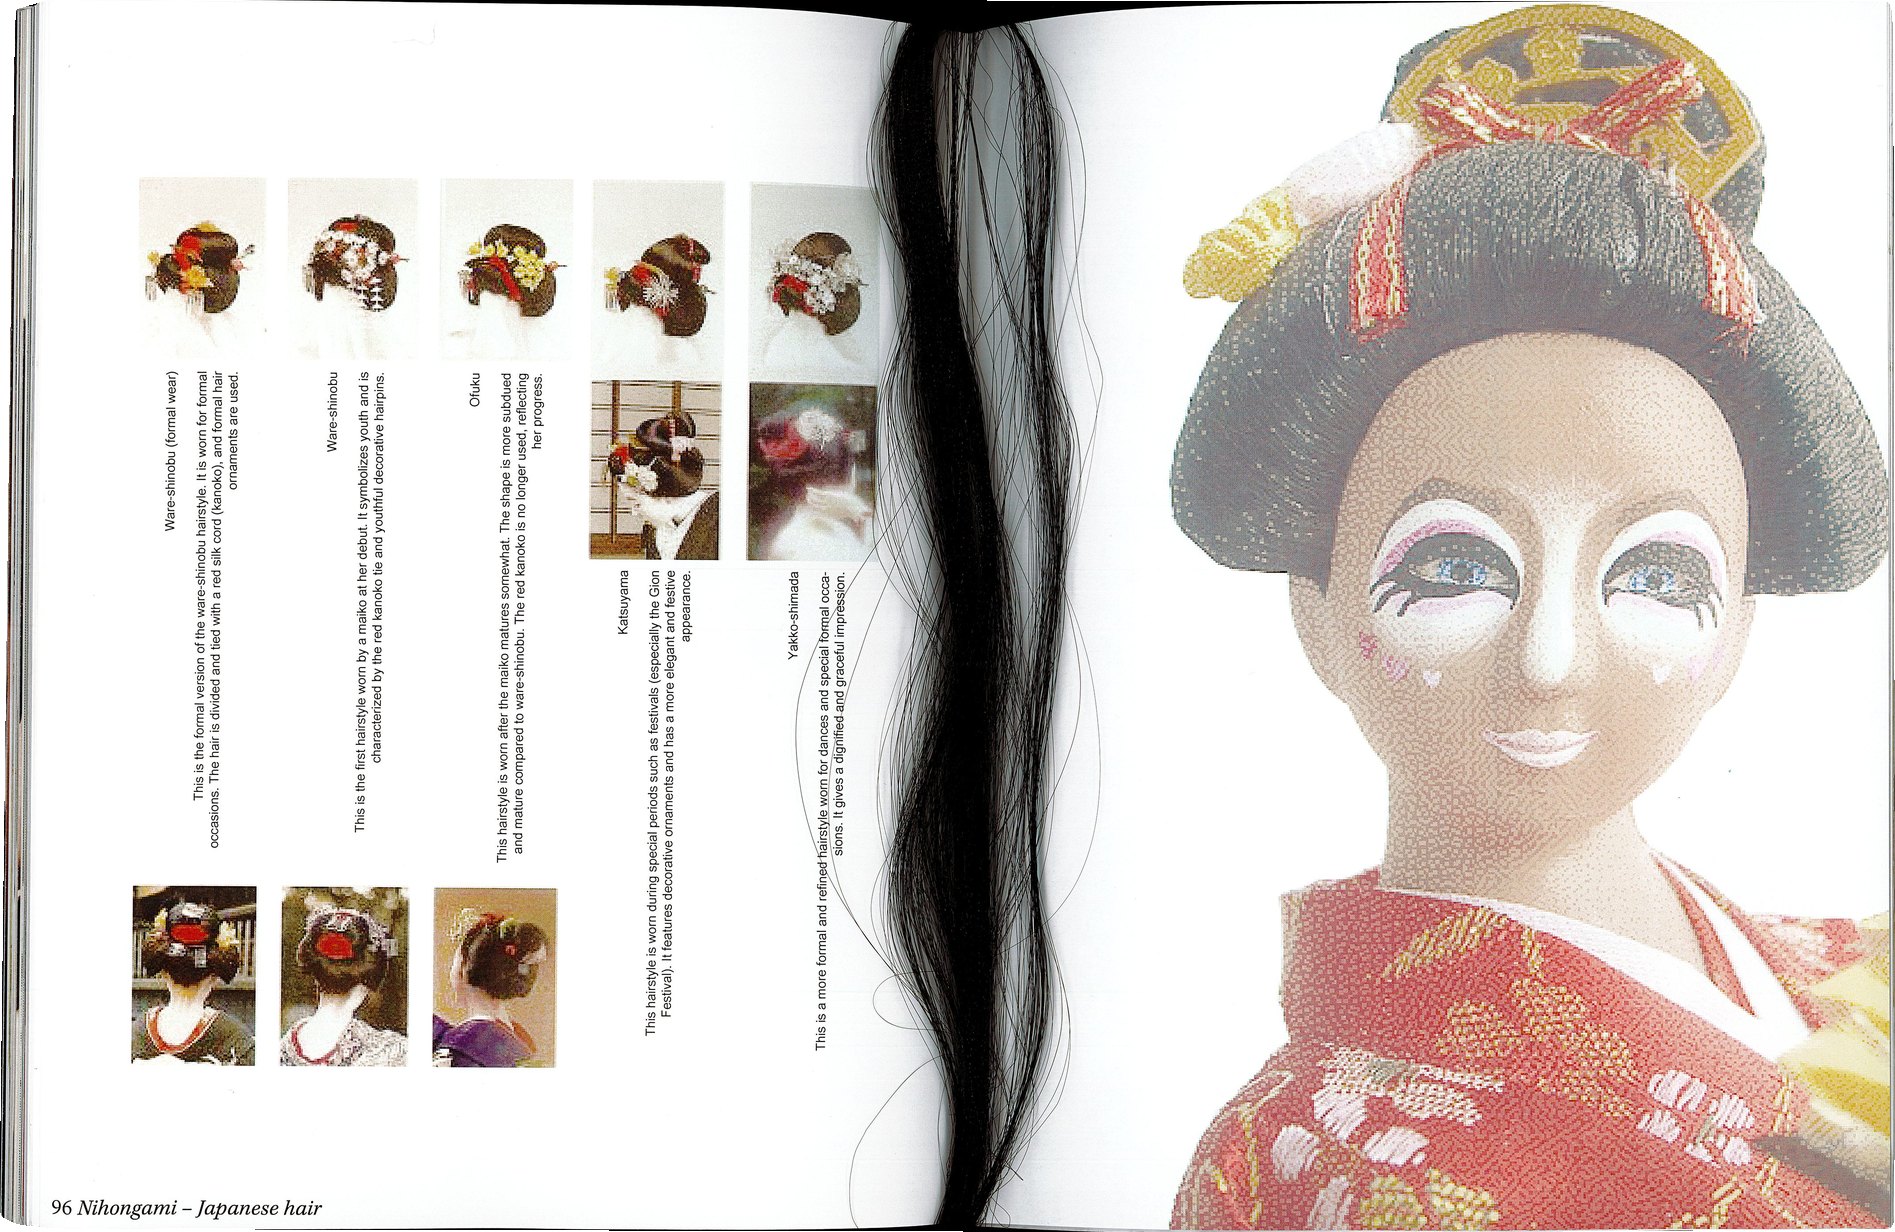 Ware-shinobu (formal wear)
This is the formal version of the ware-shinobu hairstyle. It is worn for formal
occasions. The hair is divided and tied with a red silk cord (kanoko), and formal hair
ornaments are used.
Ware-shinobu
This is the first hairstyle worn by a maiko at her debut. It symbolizes youth and is
characterized by the red kanoko tie and youthful decorative hairpins.
Ofuku
This hairstyle is worn after the maiko matures somewhat. The shape is more subdued
and mature compared to ware-shinobu. The red kanoko is no longer used, reflecting
her progress.
Katsuyama
This hairstyle is worn during special periods such as festivals (especially the Gion
Festival). It features decorative ornaments and has a more elegant and festive
appearance.
Yakko-shimada
This is a more formal and refined hairstyle worn for dances and special formal occa-
sions. It gives a dignified and graceful impression.
96 Nihongami – Japanese hair